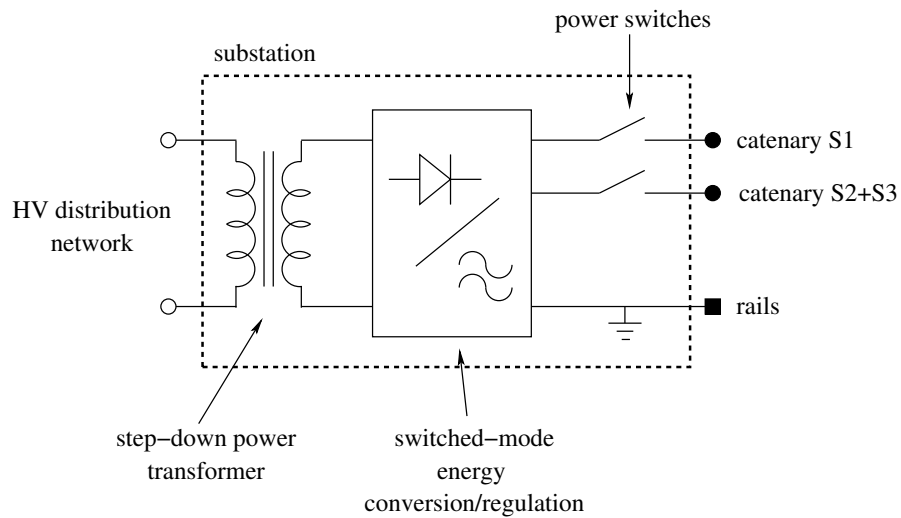 power switches
substation
catenary S1
catenary S2+S3
HV distribution
network
rails
step−down power
transformer
switched−mode
energy
conversion/regulation